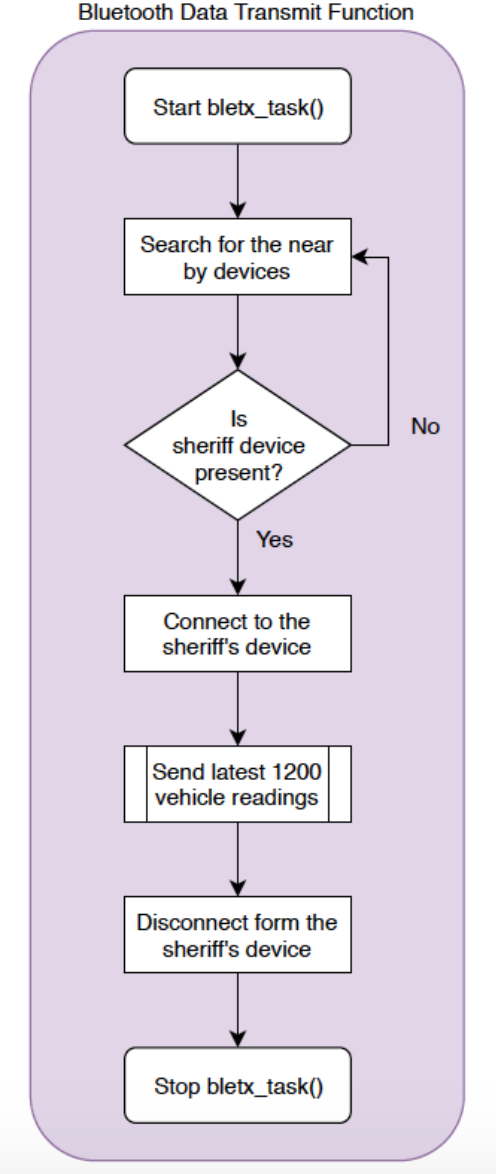 Bluetooth Data Transmit Function
Start bletx_task()
Search for the near
by devices
Is
sheriff device
present?
No
Yes
Connect to the
sheriff's device
Send latest 1200
vehicle readings
Disconnect form the
sheriff's device
Stop bletx_task()